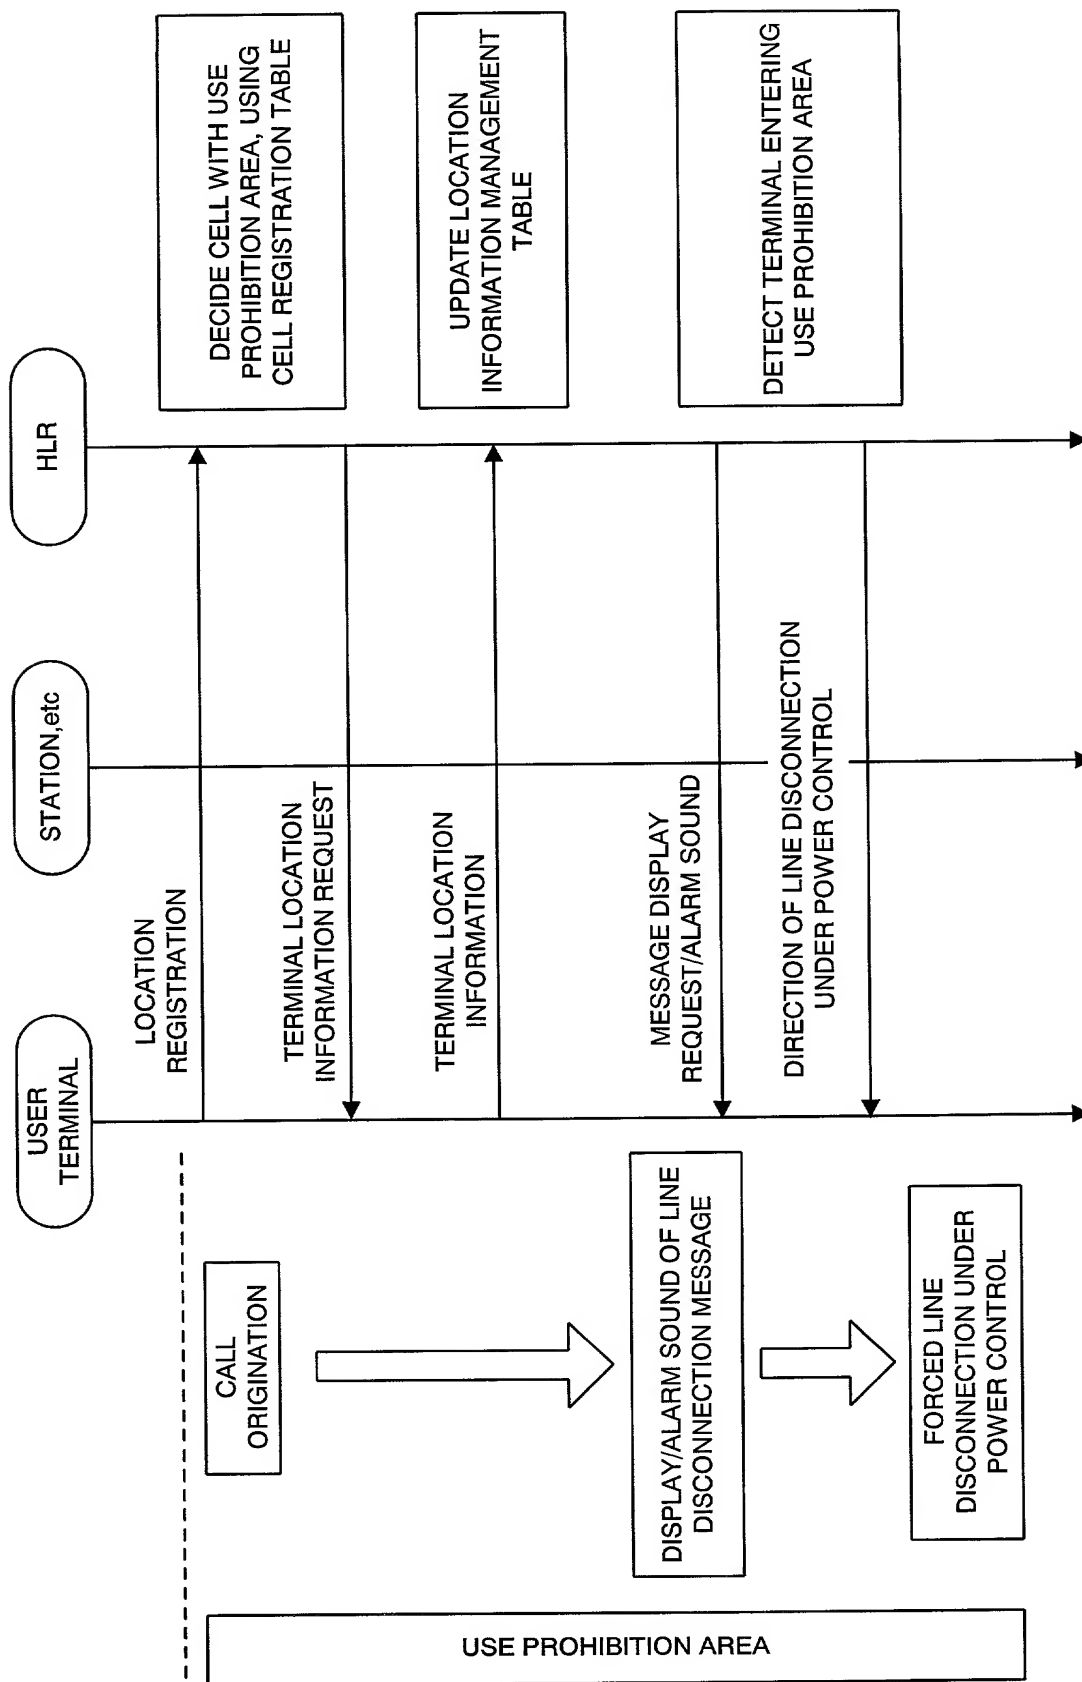 USE PROHIBITION AREA
CALL
ORIGINATION
DISPLAY/ALARM SOUND OF LINE
DISCONNECTION MESSAGE
FORCED LINE
DISCONNECTION UNDER
POWER CONTROL
USER
TERMINAL
STATION,etc
HLR
LOCATION
REGISTRATION
DECIDE CELL WITH USE
PROHIBITION AREA, USING
CELL REGISTRATION TABLE
TERMINAL LOCATION
INFORMATION REQUEST
TERMINAL LOCATION
INFORMATION
UPDATE LOCATION
INFORMATION MANAGEMENT
TABLE
MESSAGE DISPLAY
REQUEST/ALARM SOUND
DETECT TERMINAL ENTERING
USE PROHIBITION AREA
DIRECTION OF LINE DISCONNECTION
UNDER POWER CONTROL